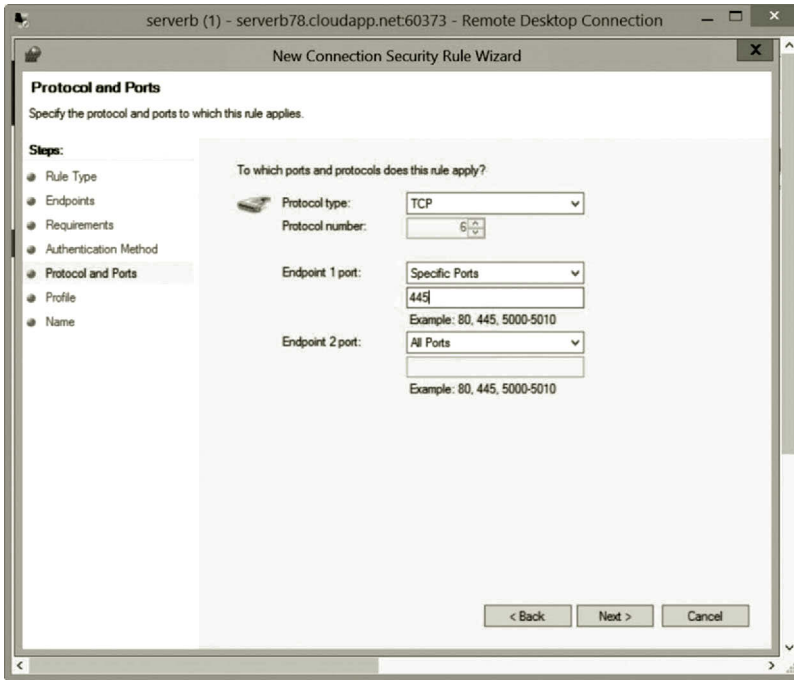 serverb (1) - serverb78.cloudapp.net:60373 - Remote Desktop Connection
New Connection Security Rule Wizard
Protocol and Ports
Specify the protocol and ports to which this rule applies.
Steps:
Rule Type
Endpoints
Requirements
Authentication Method
Protocol and Ports
Profile
Name
To which ports and protocols does this rule apply?
Protocol type: TCP
Protocol number: 6
Endpoint 1 port: Specific Ports
445
Example: 80, 445, 5000-5010
Endpoint 2 port: All Ports
Example: 80, 445, 5000-5010
< Back Next > Cancel